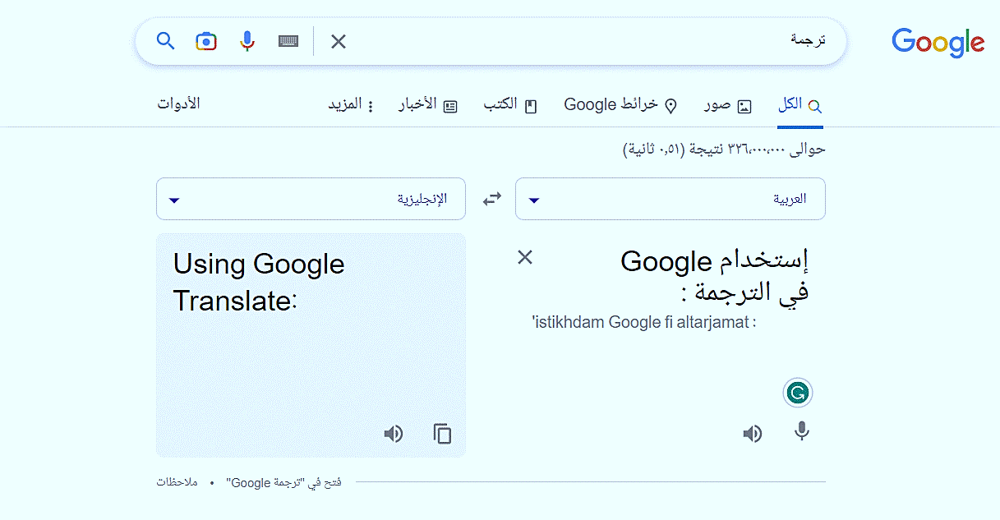 Google
ترجمة
الكل
صور
خرائط Google
الكتب
الأخبار
المزيد
الأدوات
حوالى ٣٢٦,٠٠٠,٠٠٠ نتيجة (٠,٥١ ثانية)
العربية
الإنجليزية
إستخدام Google
في الترجمة :
'istikhdam Google fi altarjamat :
Using Google
Translate:
فتح في "ترجمة Google" • ملاحظات